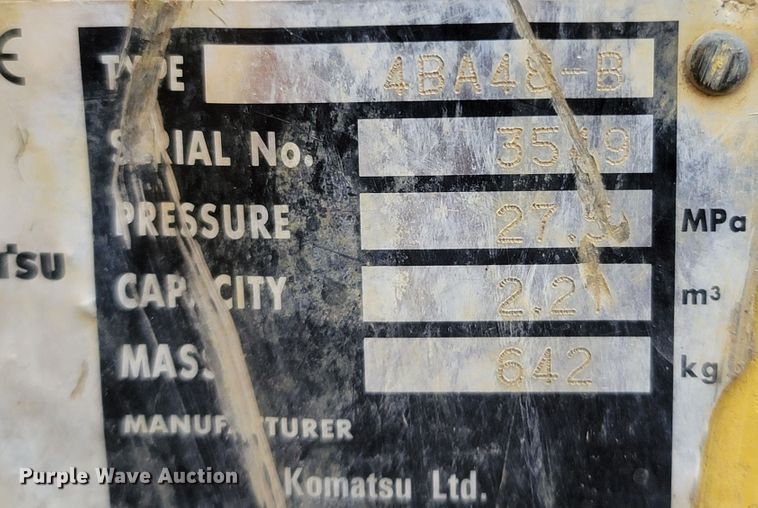 TYPE 4BA48-B
SERIAL No.
PRESSURE MPa
CAPACITY m³
MASS 642 kg
MANUFACTURER
Komatsu Ltd.
Purple Wave Auction